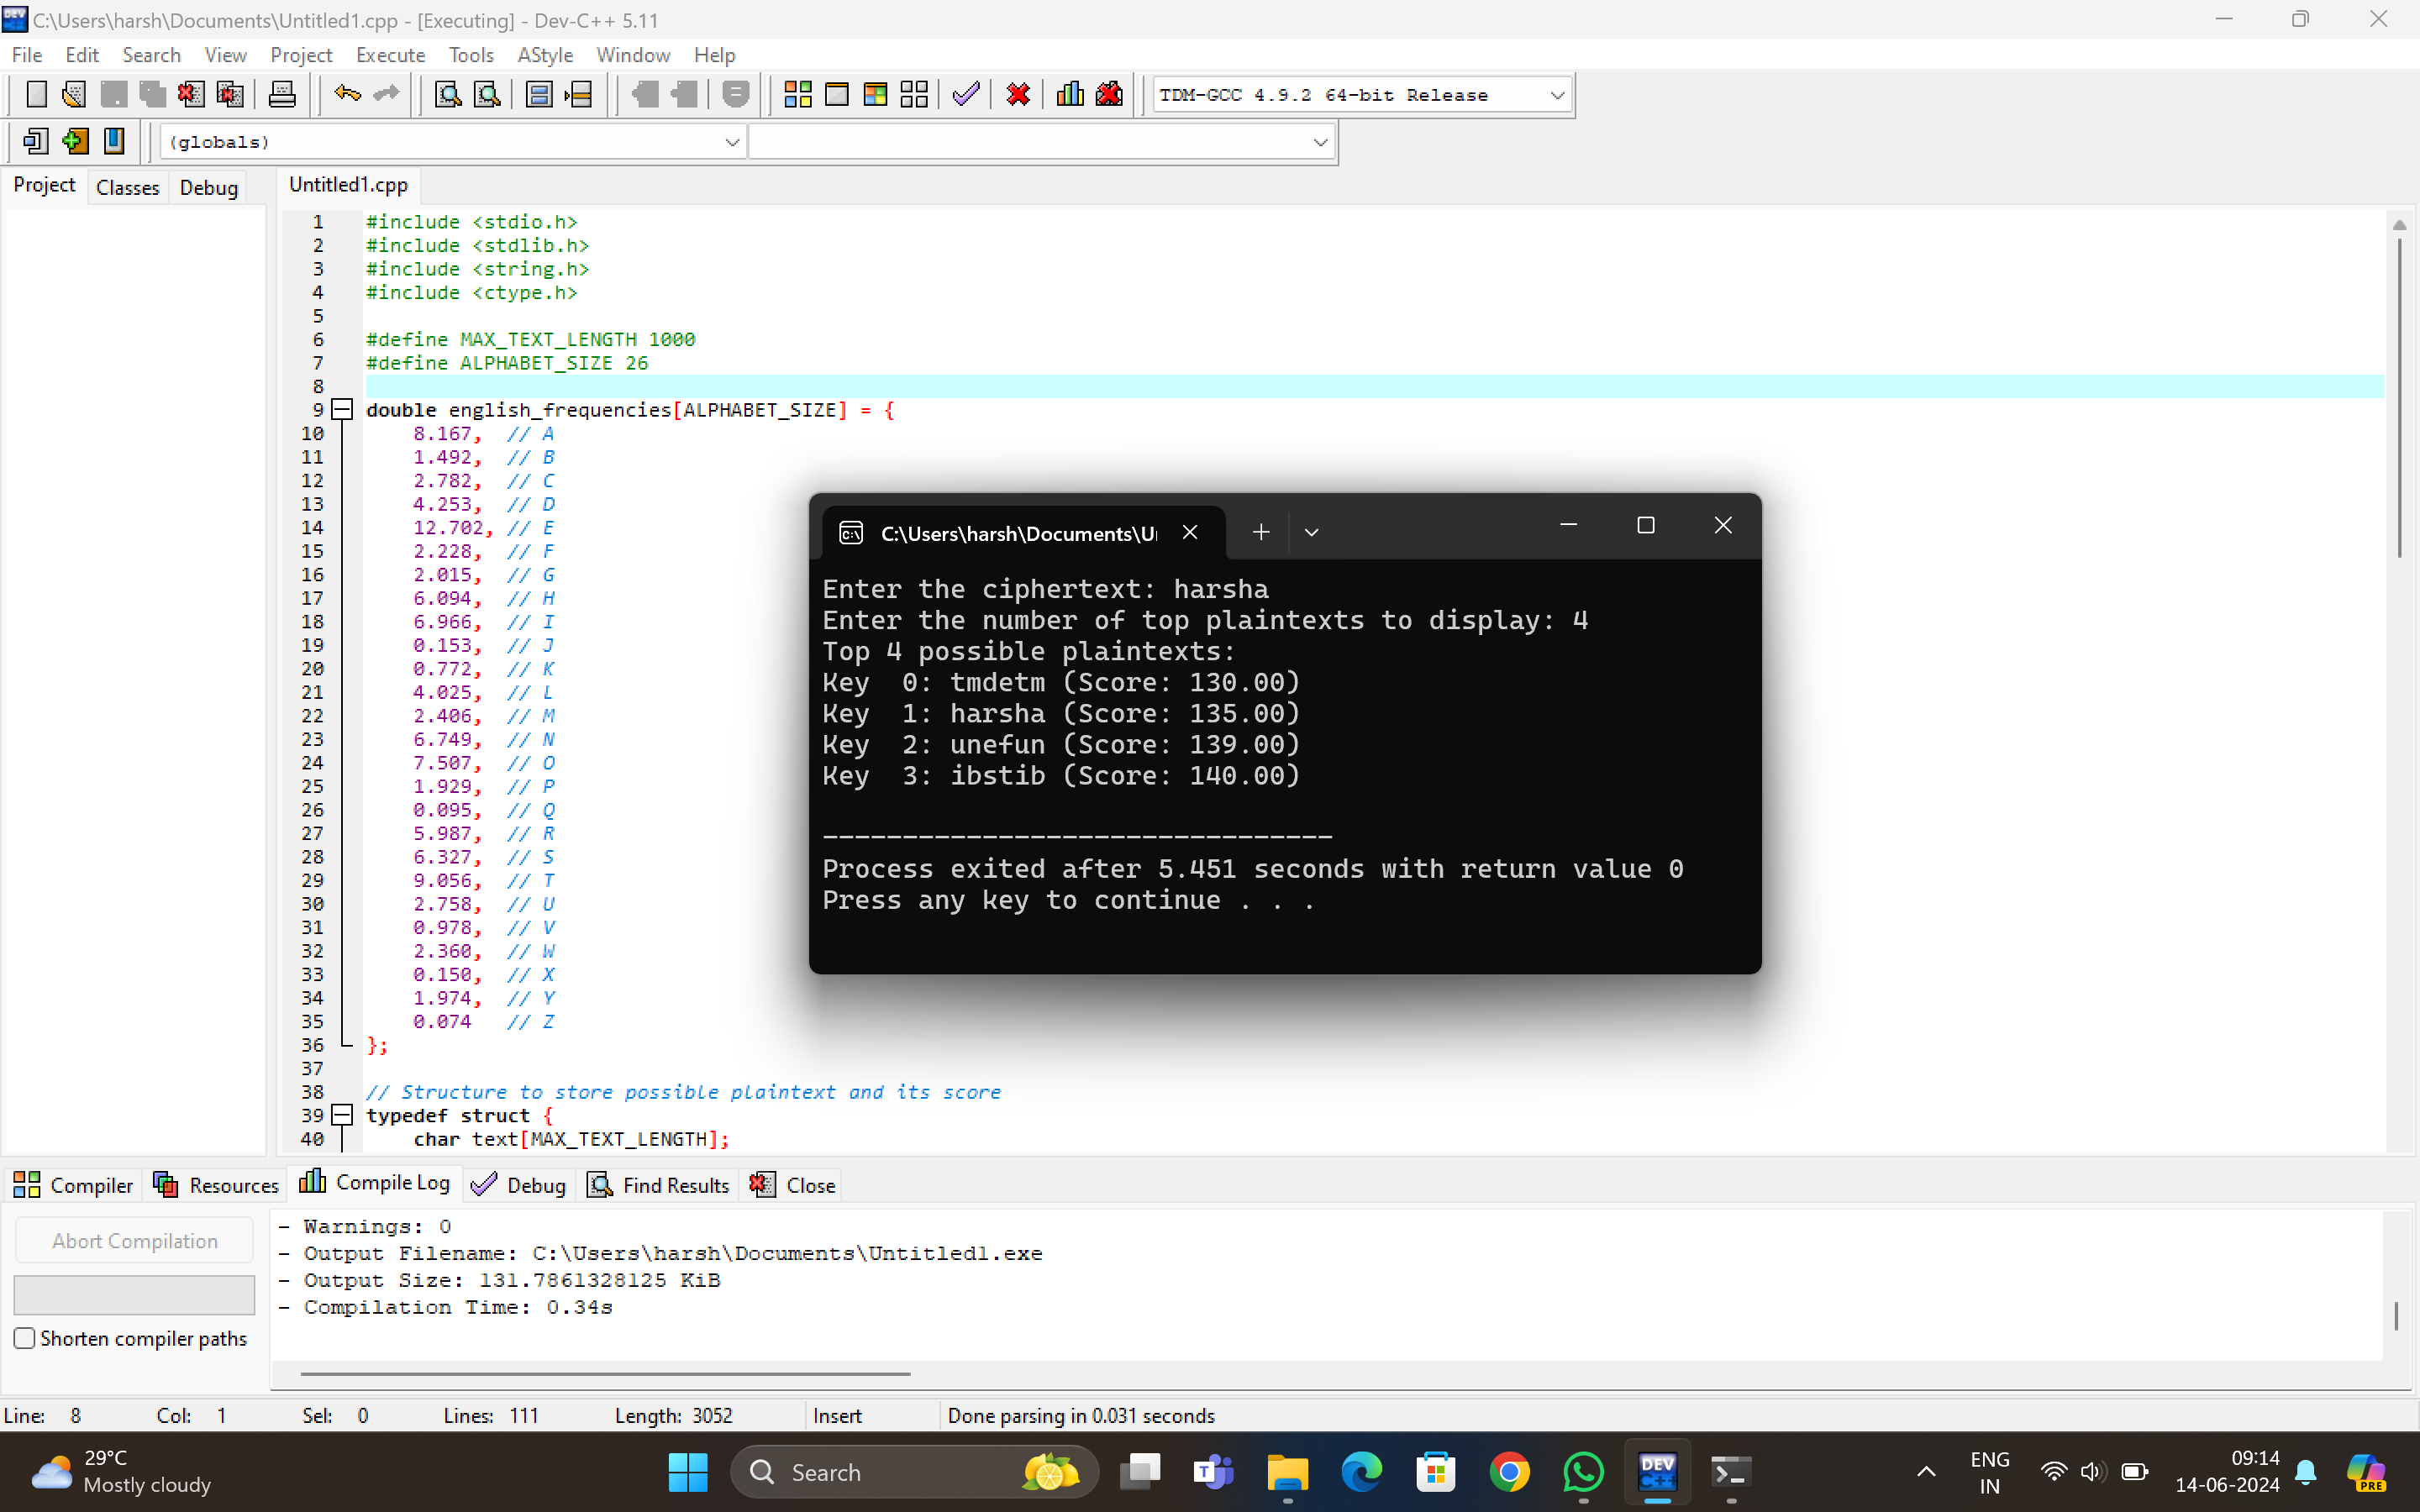 C:\Users\harsh\Documents\Untitled1.cpp - [Executing] - Dev-C++ 5.11
File Edit Search View Project Execute Tools AStyle Window Help
TDM-GCC 4.9.2 64-bit Release
(globals)
Project Classes Debug
Untitled1.cpp
1 #include <stdio.h>
2 #include <stdlib.h>
3 #include <string.h>
4 #include <ctype.h>
5
6 #define MAX_TEXT_LENGTH 1000
7 #define ALPHABET_SIZE 26
8
9 double english_frequencies[ALPHABET_SIZE] = {
10 8.167, // A
11 1.492, // B
12 2.782, // C
13 4.253, // D
14 12.702, // E
15 2.228, // F
16 2.015, // G
17 6.094, // H
18 6.966, // I
19 0.153, // J
20 0.772, // K
21 4.025, // L
22 2.406, // M
23 6.749, // N
24 7.507, // O
25 1.929, // P
26 0.095, // Q
27 5.987, // R
28 6.327, // S
29 9.056, // T
30 2.758, // U
31 0.978, // V
32 2.360, // W
33 0.150, // X
34 1.974, // Y
35 0.074 // Z
36 };
37
38 // Structure to store possible plaintext and its score
39 typedef struct {
40 char text[MAX_TEXT_LENGTH];
C:\Users\harsh\Documents\U
Enter the ciphertext: harsha
Enter the number of top plaintexts to display: 4
Top 4 possible plaintexts:
Key 0: tmdetm (Score: 130.00)
Key 1: harsha (Score: 135.00)
Key 2: unefun (Score: 139.00)
Key 3: ibstib (Score: 140.00)
--------------------------------
Process exited after 5.451 seconds with return value 0
Press any key to continue . . .
Compiler Resources Compile Log Debug Find Results Close
Abort Compilation
Shorten compiler paths
- Warnings: 0
- Output Filename: C:\Users\harsh\Documents\Untitled1.exe
- Output Size: 131.7861328125 KiB
- Compilation Time: 0.34s
Line: 8 Col: 1 Sel: 0 Lines: 111 Length: 3052 Insert Done parsing in 0.031 seconds
29°C
Mostly cloudy
Search
DEV C++
ENG
IN
09:14
14-06-2024
PRE